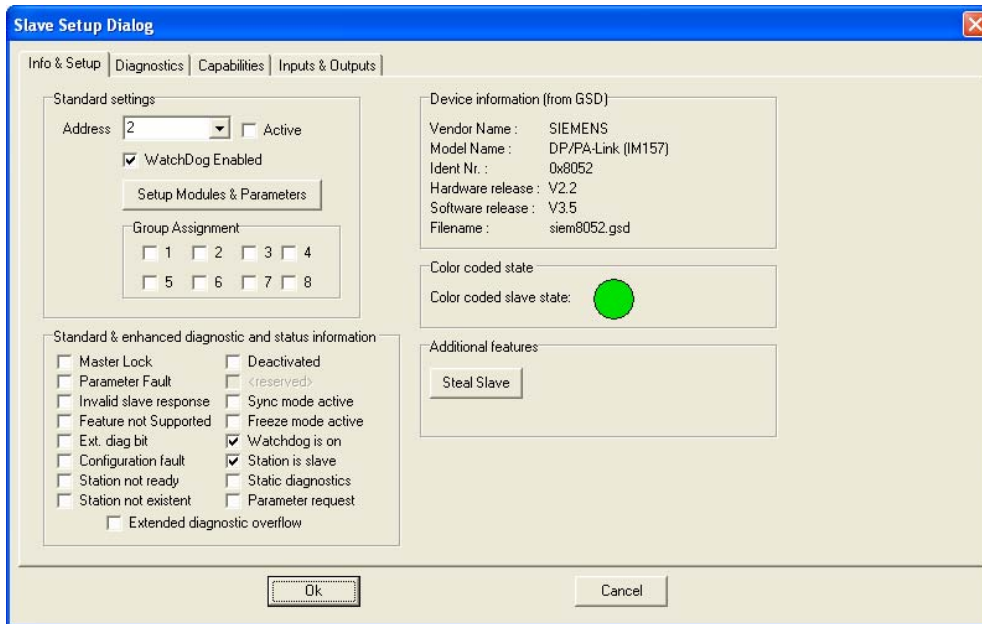 Slave Setup Dialog
Info & Setup Diagnostics Capabilities Inputs & Outputs
Standard settings
Address 2 Active
WatchDog Enabled
Setup Modules & Parameters
Group Assignment
1 2 3 4
5 6 7 8
Device information (from GSD)
Vendor Name : SIEMENS
Model Name : DP/PA-Link (IM157)
Ident Nr. : 0x8052
Hardware release : V2.2
Software release : V3.5
Filename : siem8052.gsd
Color coded state
Color coded slave state:
Standard & enhanced diagnostic and status information
Master Lock Deactivated
Parameter Fault <reserved>
Invalid slave response Sync mode active
Feature not Supported Freeze mode active
Ext. diag bit Watchdog is on
Configuration fault Station is slave
Station not ready Static diagnostics
Station not existent Parameter request
Extended diagnostic overflow
Additional features
Steal Slave
Ok Cancel